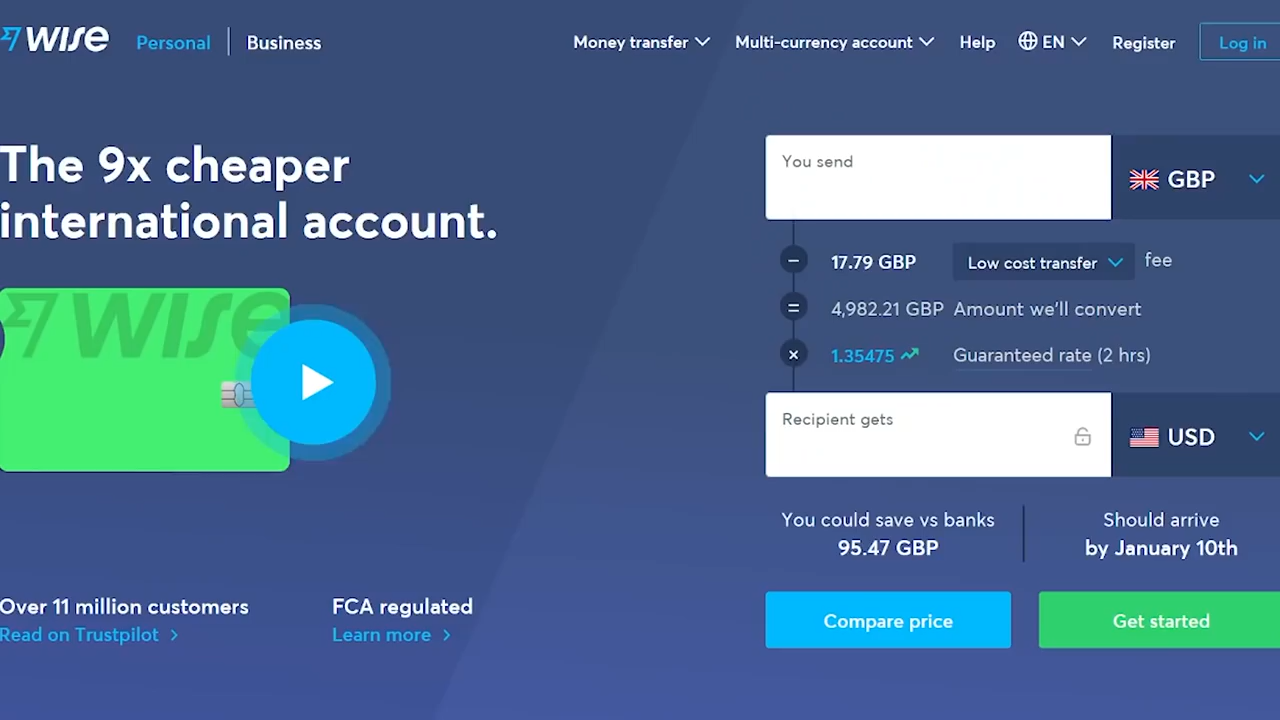 WISE
Personal
Business
Money transfer
Multi-currency account
Help
EN
Register
Log in
The 9x cheaper
international account.
WISE
You send
GBP
17.79 GBP
Low cost transfer
fee
4,982.21 GBP
Amount we'll convert
1.35475
Guaranteed rate (2 hrs)
Recipient gets
USD
You could save vs banks
95.47 GBP
Should arrive
by January 10th
Over 11 million customers
Read on Trustpilot
FCA regulated
Learn more
Compare price
Get started